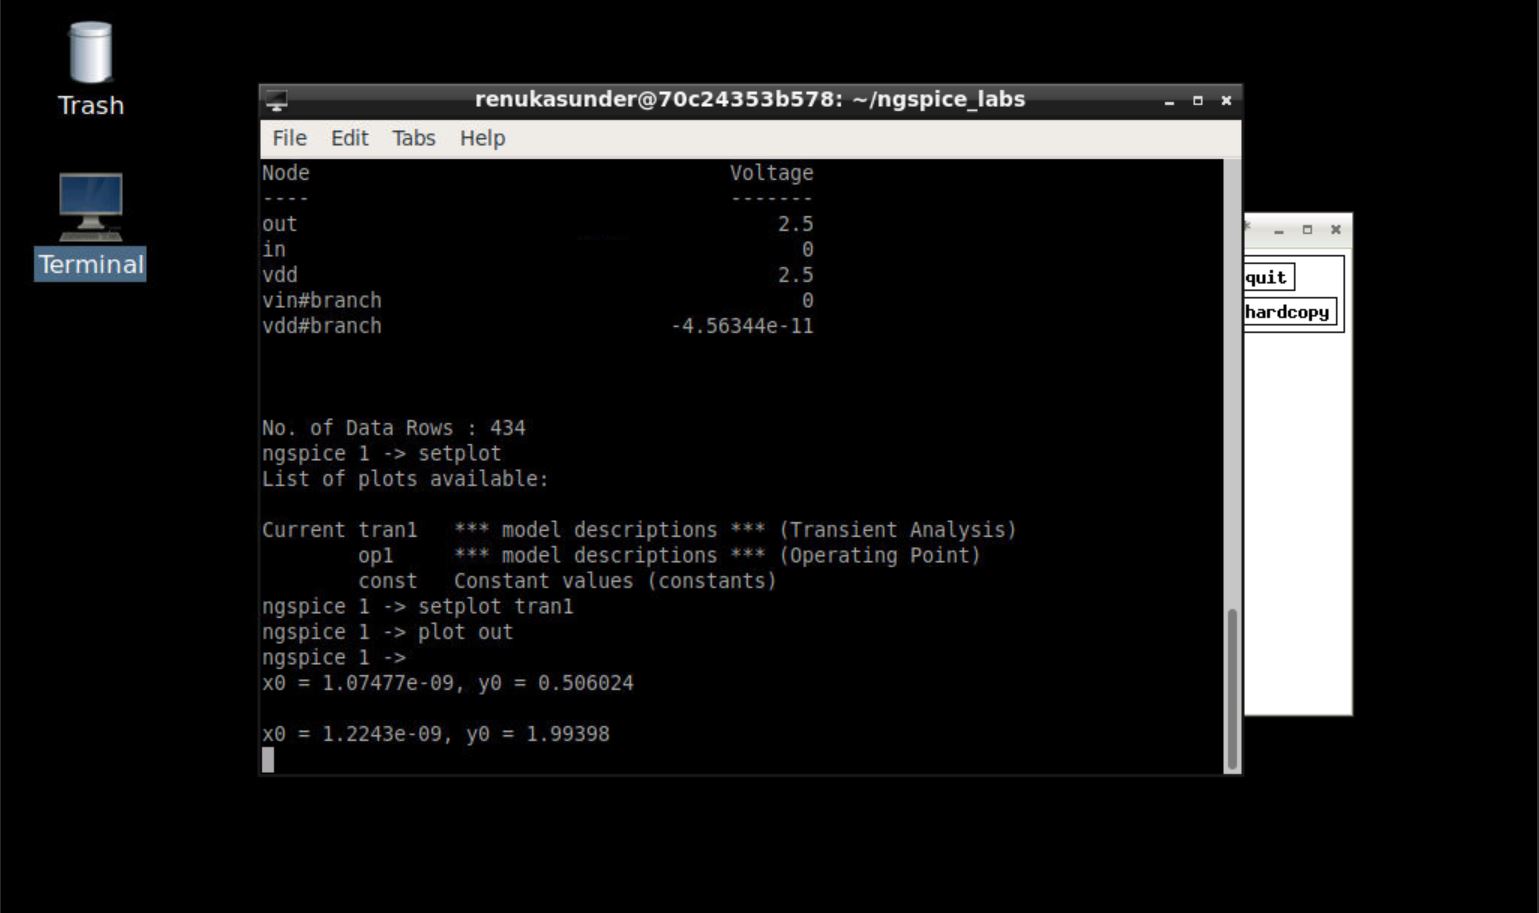 Trash
Terminal
renukasunder@70c24353b578: ~/ngspice_labs
File Edit Tabs Help
Node Voltage
---- -------
out 2.5
in 0
vdd 2.5
vin#branch 0
vdd#branch -4.56344e-11
No. of Data Rows : 434
ngspice 1 -> setplot
List of plots available:
Current tran1 *** model descriptions *** (Transient Analysis)
op1 *** model descriptions *** (Operating Point)
const Constant values (constants)
ngspice 1 -> setplot tran1
ngspice 1 -> plot out
ngspice 1 ->
x0 = 1.07477e-09, y0 = 0.506024
x0 = 1.2243e-09, y0 = 1.99398
quit
hardcopy